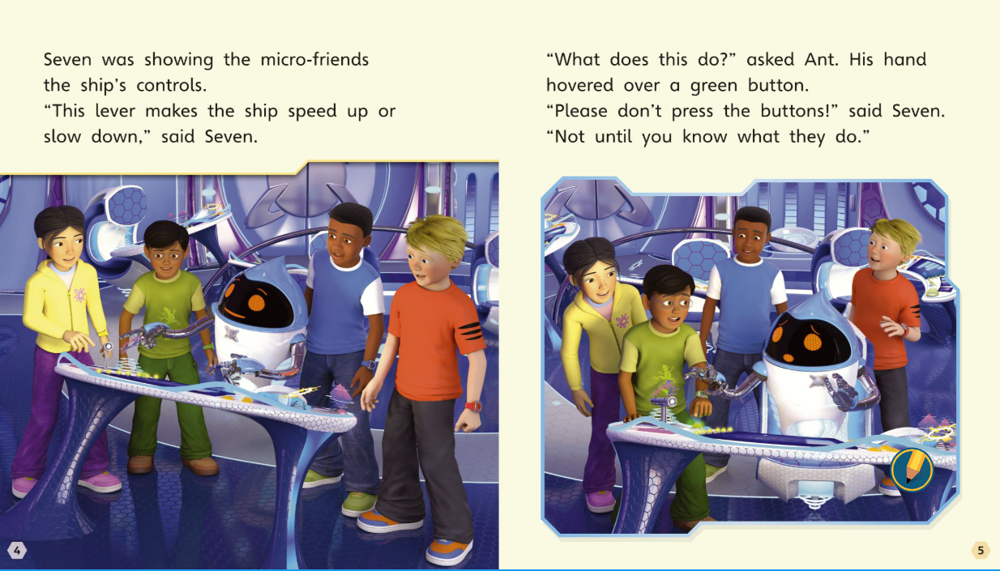 Seven was showing the micro-friends
the ship's controls.
“This lever makes the ship speed up or
slow down,” said Seven.
4
“What does this do?” asked Ant. His hand
hovered over a green button.
“Please don't press the buttons!” said Seven.
“Not until you know what they do.”
5